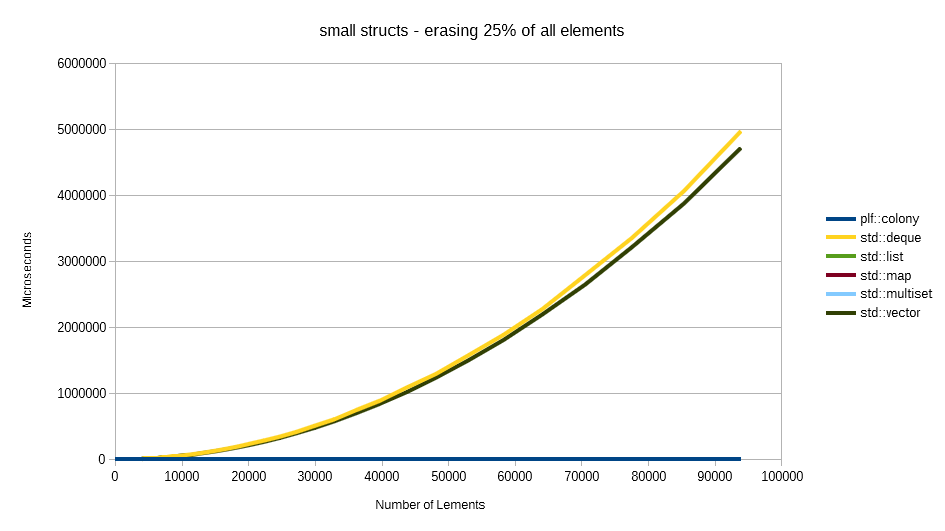 small structs - erasing 25% of all elements
6000000
5000000
4000000
3000000
2000000
1000000
0
Microseconds
0 10000 20000 30000 40000 50000 60000 70000 80000 90000 100000
Number of Lements
plf::colony
std::deque
std::list
std::map
std::multiset
std::vector